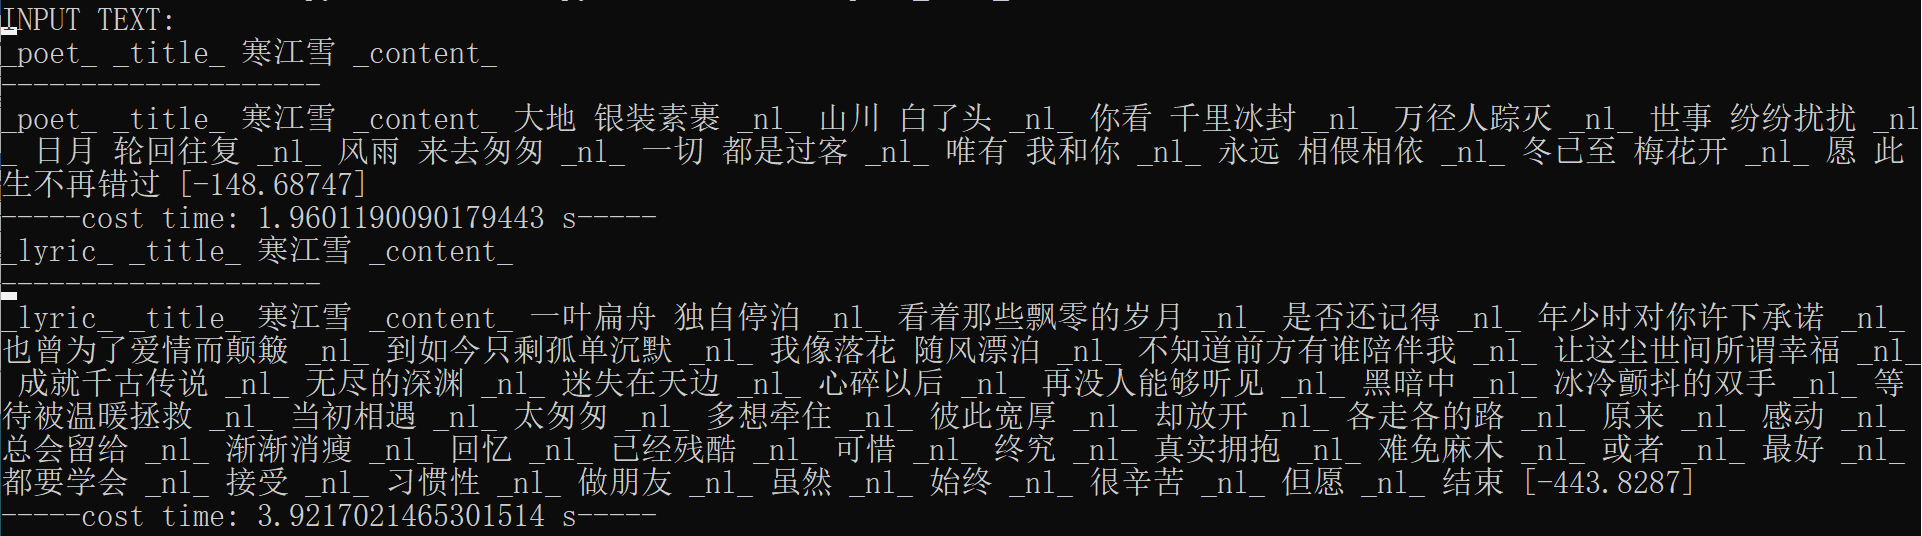 INPUT TEXT:
_poet_ _title_ 寒江雪 _content_
--------------------
_poet_ _title_ 寒江雪 _content_ 大地 银装素裹 _nl_ 山川 白了头 _nl_ 你看 千里冰封 _nl_ 万径人踪灭 _nl_ 世事 纷纷扰扰 _nl
_ 日月 轮回往复 _nl_ 风雨 来去匆匆 _nl_ 一切 都是过客 _nl_ 唯有 我和你 _nl_ 永远 相偎相依 _nl_ 冬已至 梅花开 _nl_ 愿 此
生不再错过 [-148.68747]
-----cost time: 1.9601190090179443 s-----
_lyric_ _title_ 寒江雪 _content_
--------------------
_lyric_ _title_ 寒江雪 _content_ 一叶扁舟 独自停泊 _nl_ 看着那些飘零的岁月 _nl_ 是否还记得 _nl_ 年少时对你许下承诺 _nl_
也曾为了爱情而颠簸 _nl_ 到如今只剩孤单沉默 _nl_ 我像落花 随风漂泊 _nl_ 不知道前方有谁陪伴我 _nl_ 让这尘世间所谓幸福 _nl_
成就千古传说 _nl_ 无尽的深渊 _nl_ 迷失在天边 _nl_ 心碎以后 _nl_ 再没人能够听见 _nl_ 黑暗中 _nl_ 冰冷颤抖的双手 _nl_ 等
待被温暖拯救 _nl_ 当初相遇 _nl_ 太匆匆 _nl_ 多想牵住 _nl_ 彼此宽厚 _nl_ 却放开 _nl_ 各走各的路 _nl_ 原来 _nl_ 感动 _nl_
总会留给 _nl_ 渐渐消瘦 _nl_ 回忆 _nl_ 已经残酷 _nl_ 可惜 _nl_ 终究 _nl_ 真实拥抱 _nl_ 难免麻木 _nl_ 或者 _nl_ 最好 _nl_
都要学会 _nl_ 接受 _nl_ 习惯性 _nl_ 做朋友 _nl_ 虽然 _nl_ 始终 _nl_ 很辛苦 _nl_ 但愿 _nl_ 结束 [-443.8287]
-----cost time: 3.9217021465301514 s-----